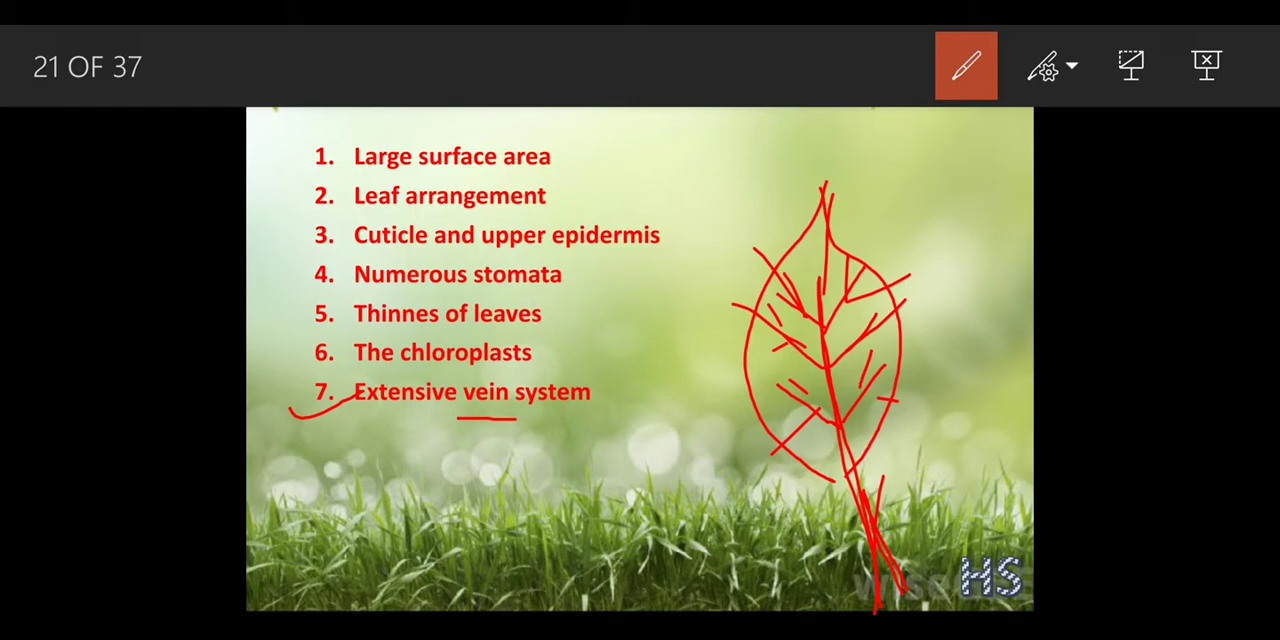 21 OF 37
1. Large surface area
2. Leaf arrangement
3. Cuticle and upper epidermis
4. Numerous stomata
5. Thinnes of leaves
6. The chloroplasts
7. Extensive vein system
HS